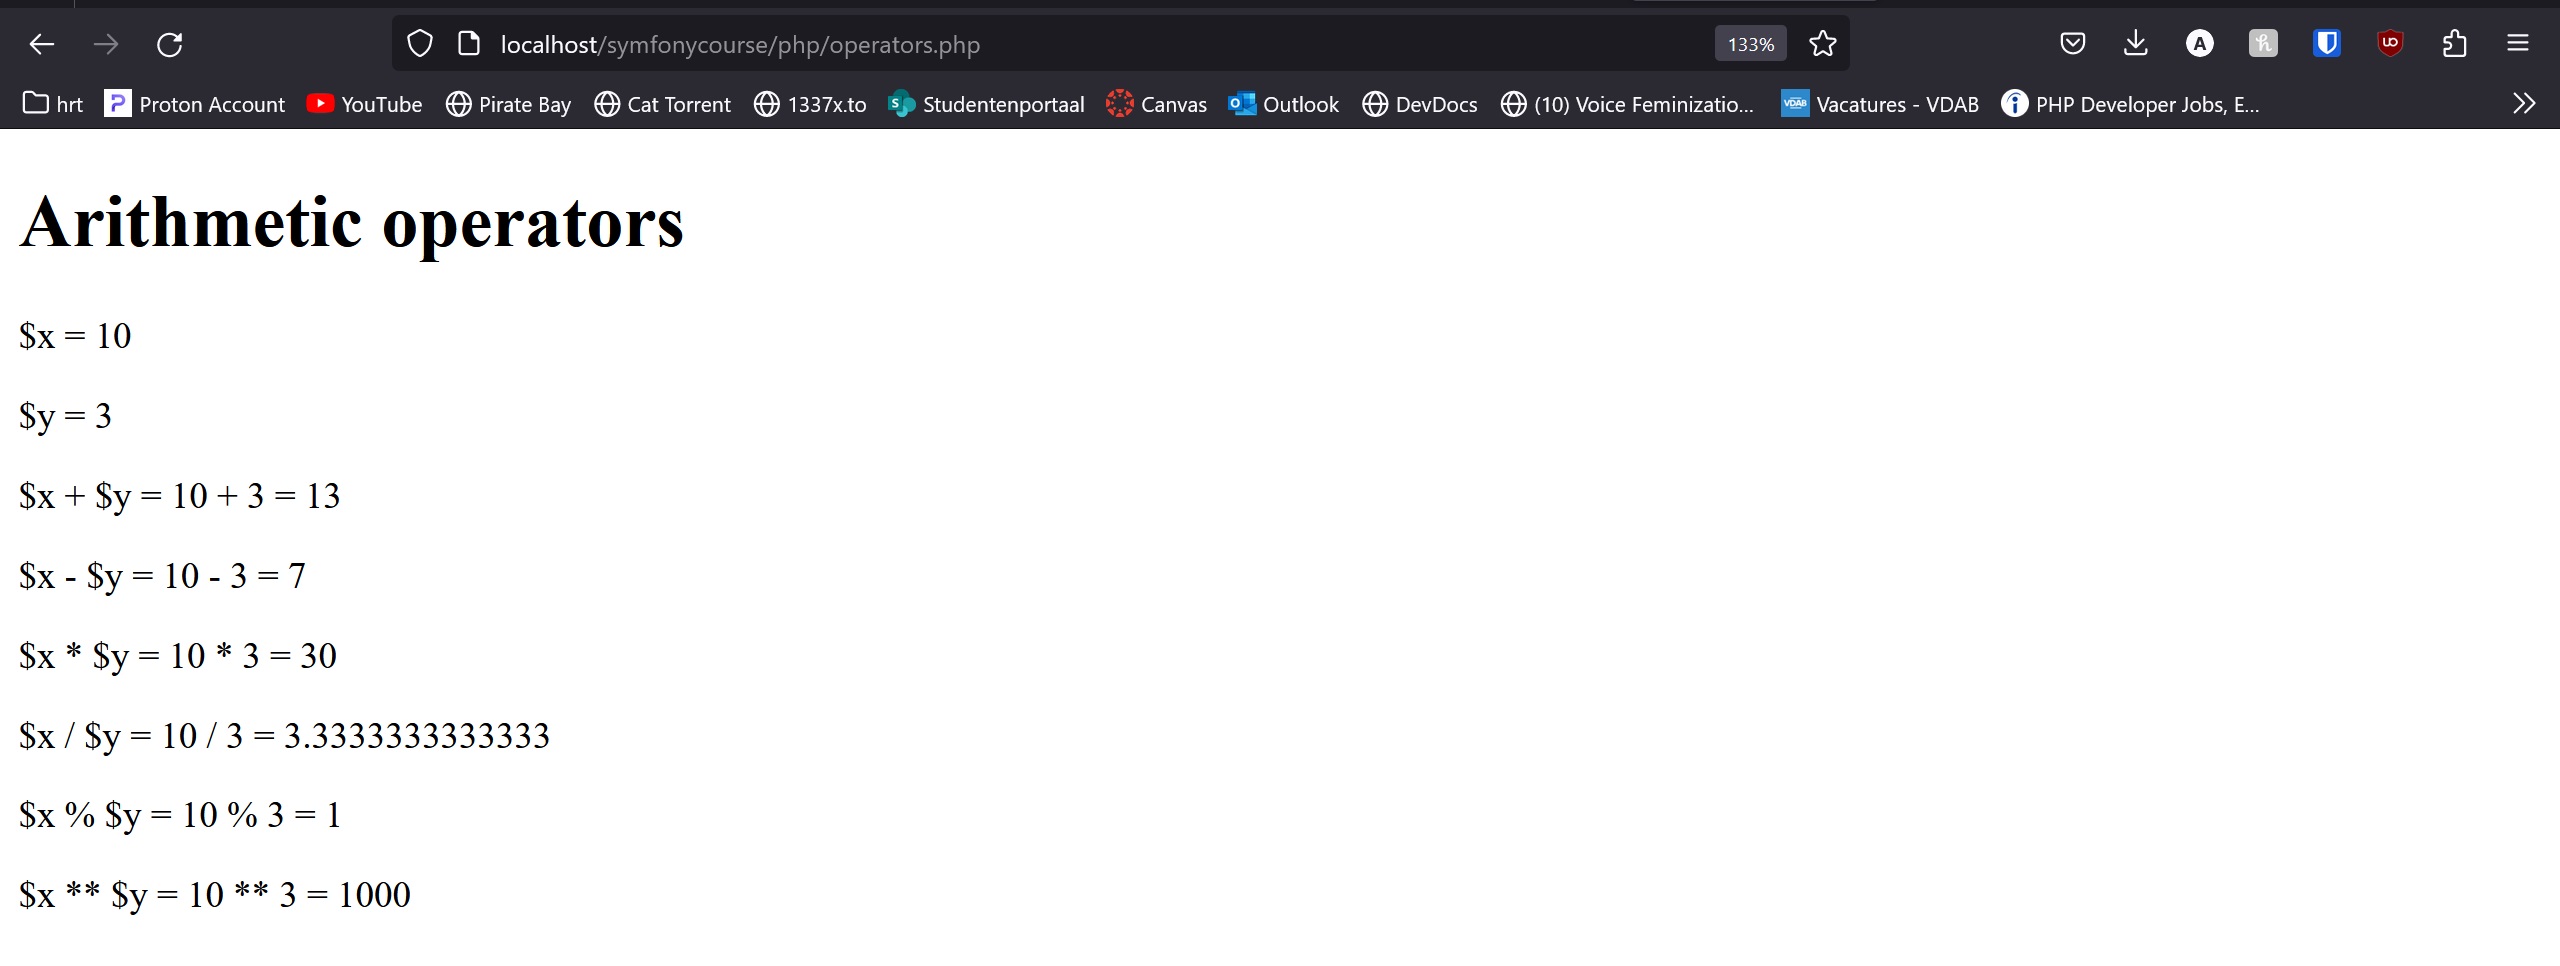 localhost/symfonycourse/php/operators.php 133%
hrt Proton Account YouTube Pirate Bay Cat Torrent 1337x.to Studentenportaal Canvas Outlook DevDocs (10) Voice Feminizatio... VDAB Vacatures - VDAB PHP Developer Jobs, E...
Arithmetic operators
$x = 10
$y = 3
$x + $y = 10 + 3 = 13
$x - $y = 10 - 3 = 7
$x * $y = 10 * 3 = 30
$x / $y = 10 / 3 = 3.3333333333333
$x % $y = 10 % 3 = 1
$x ** $y = 10 ** 3 = 1000